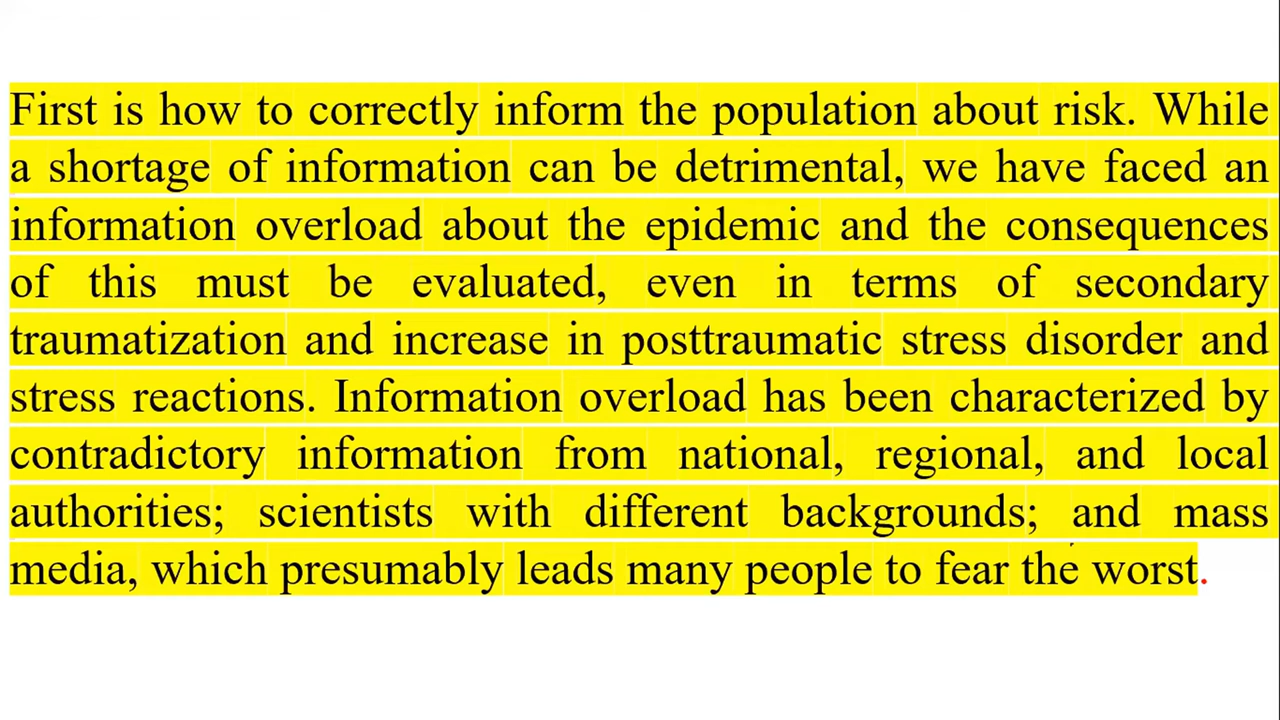 First is how to correctly inform the population about risk. While
a shortage of information can be detrimental, we have faced an
information overload about the epidemic and the consequences
of this must be evaluated, even in terms of secondary
traumatization and increase in posttraumatic stress disorder and
stress reactions. Information overload has been characterized by
contradictory information from national, regional, and local
authorities; scientists with different backgrounds; and mass
media, which presumably leads many people to fear the worst.